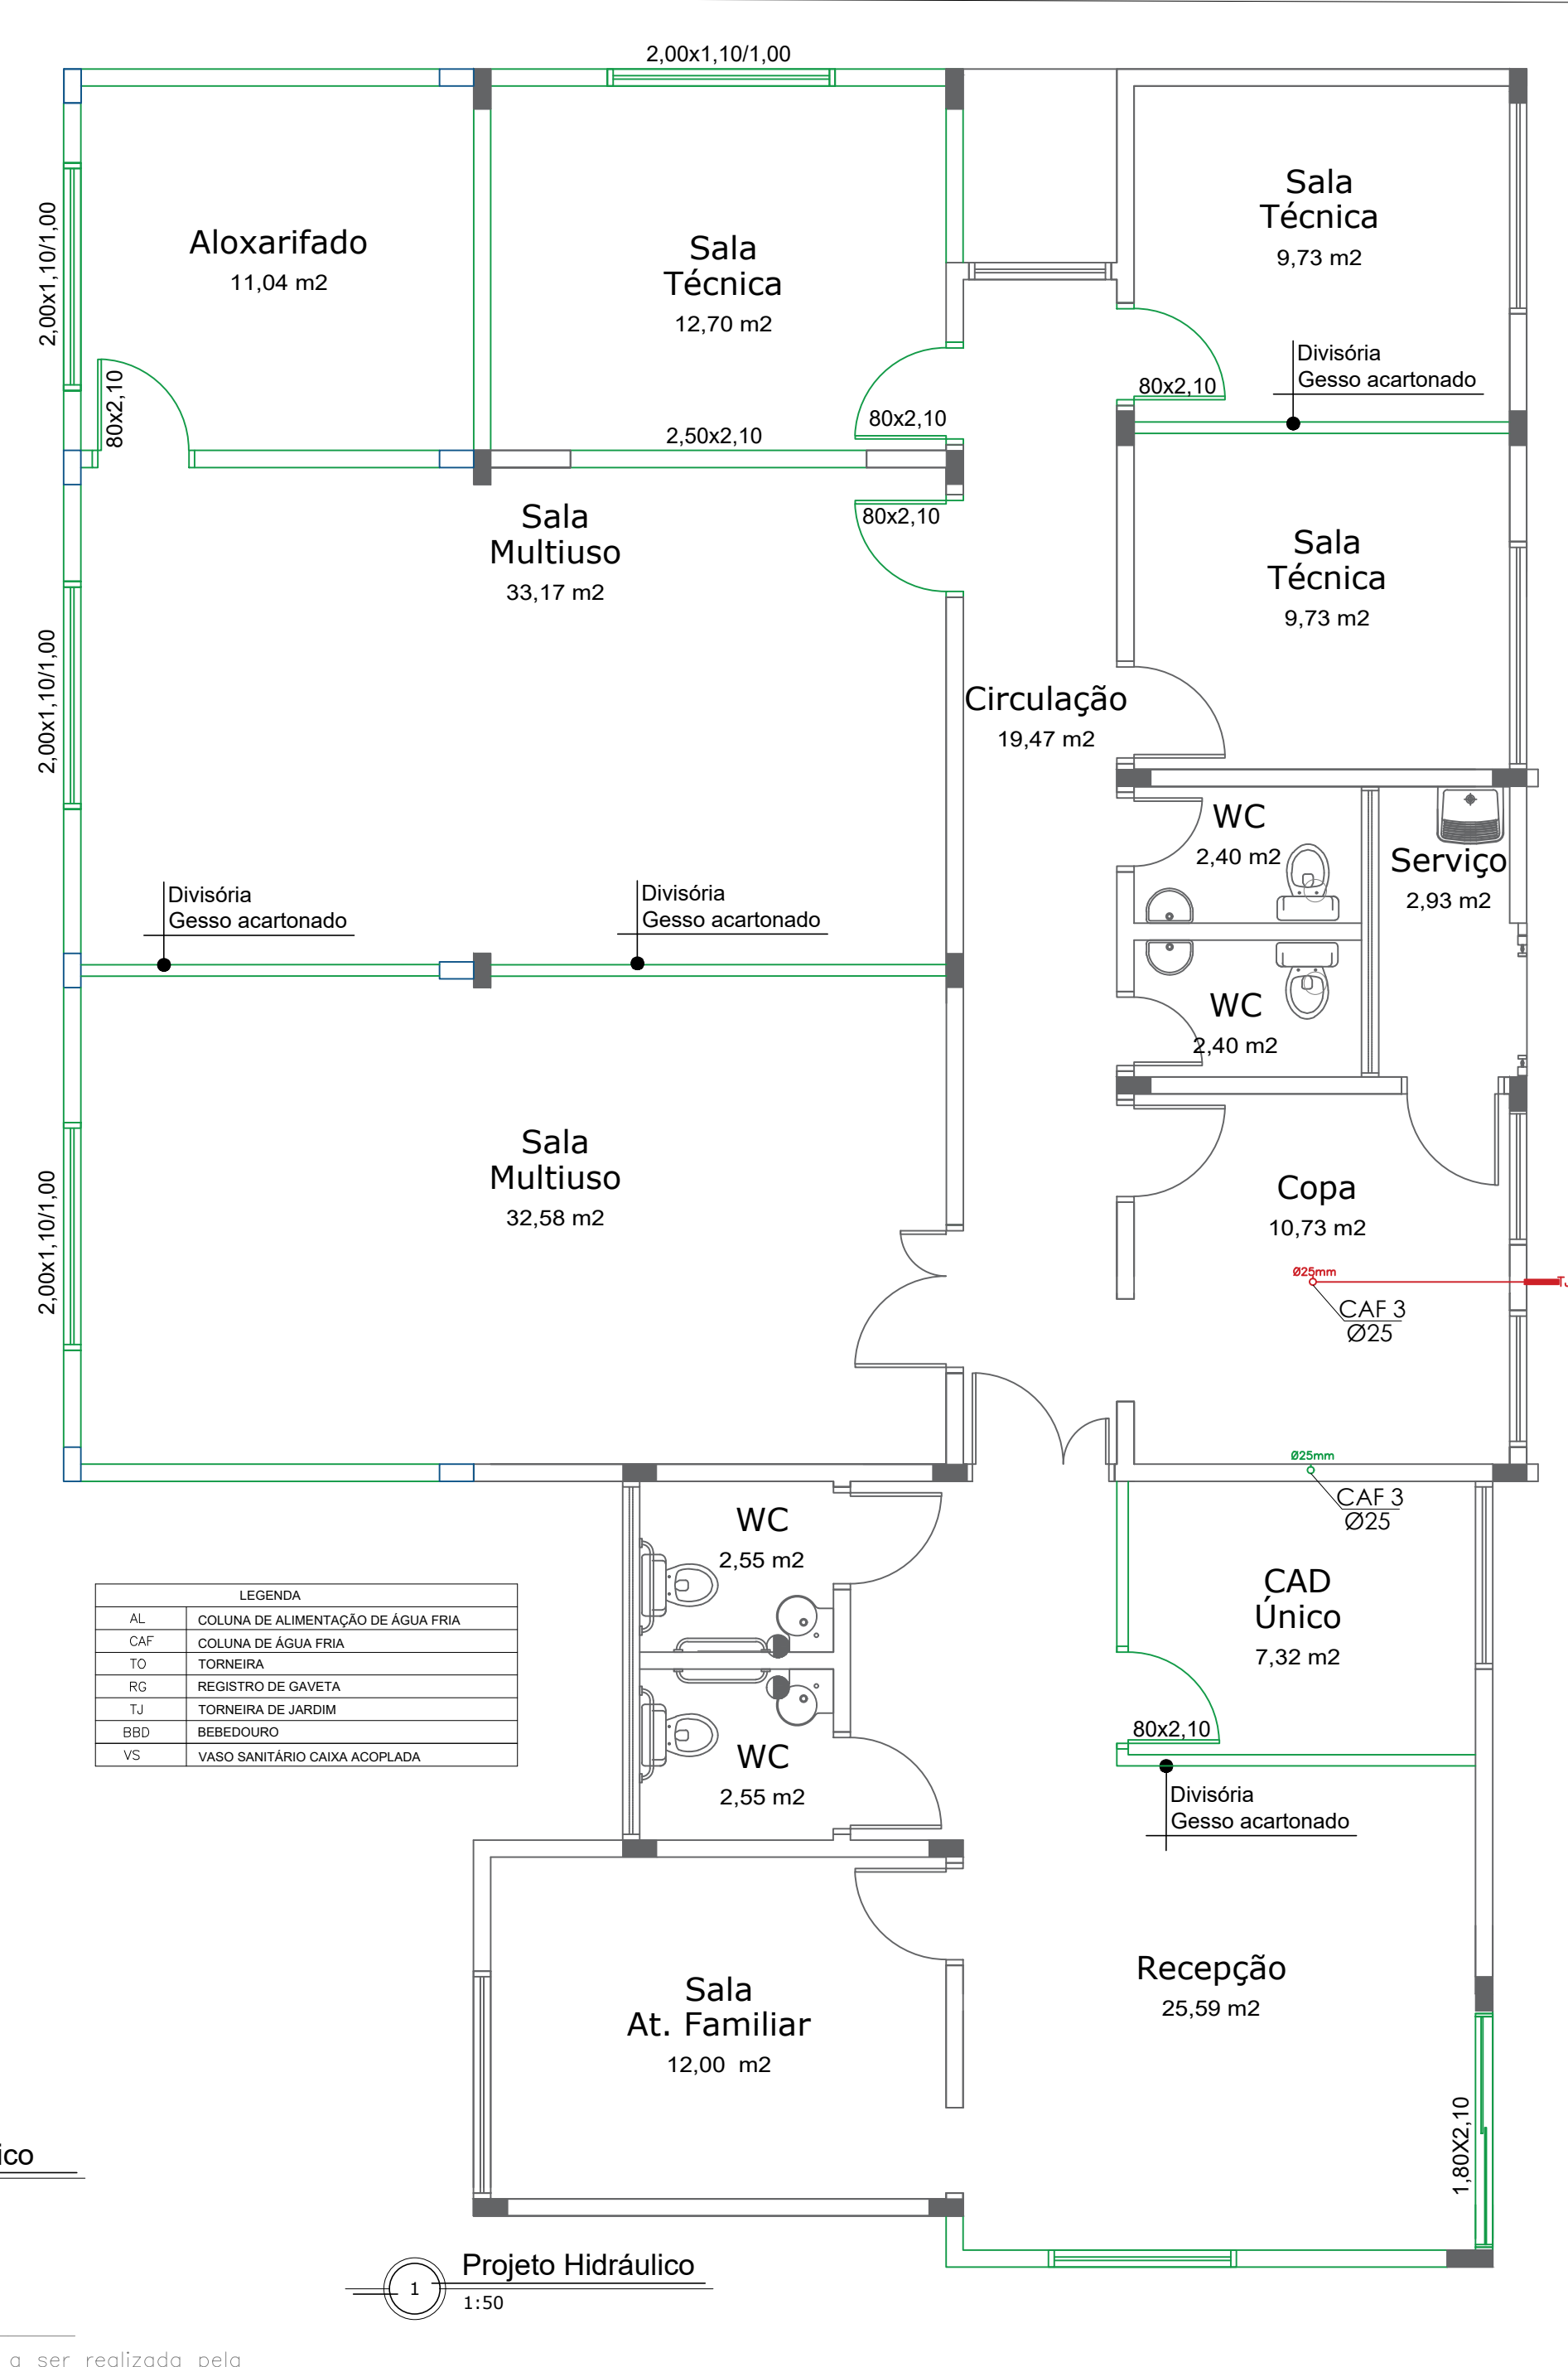 2,00x1,10/1,00
Aloxarifado
11,04 m2
2,00x1,10/1,00
80x2,10
Sala
Técnica
12,70 m2
80x2,10
2,50x2,10
Sala
Técnica
9,73 m2
80x2,10
Divisória
Gesso acartonado
Sala
Multiuso
33,17 m2
80x2,10
2,00x1,10/1,00
Sala
Técnica
9,73 m2
Circulação
19,47 m2
WC
2,40 m2
Serviço
2,93 m2
Divisória
Gesso acartonado
Divisória
Gesso acartonado
WC
2,40 m2
Sala
Multiuso
32,58 m2
2,00x1,10/1,00
Copa
10,73 m2
Ø25mm
TJ
CAF 3
Ø25
Ø25mm
CAF 3
Ø25
WC
2,55 m2
CAD
Único
7,32 m2
80x2,10
Divisória
Gesso acartonado
LEGENDA
AL COLUNA DE ALIMENTAÇÃO DE ÁGUA FRIA
CAF COLUNA DE ÁGUA FRIA
TO TORNEIRA
RG REGISTRO DE GAVETA
TJ TORNEIRA DE JARDIM
BBD BEBEDOURO
VS VASO SANITÁRIO CAIXA ACOPLADA
WC
2,55 m2
Sala
At. Familiar
12,00 m2
Recepção
25,59 m2
1,80X2,10
ico
1
Projeto Hidráulico
1:50
a ser realizada pela